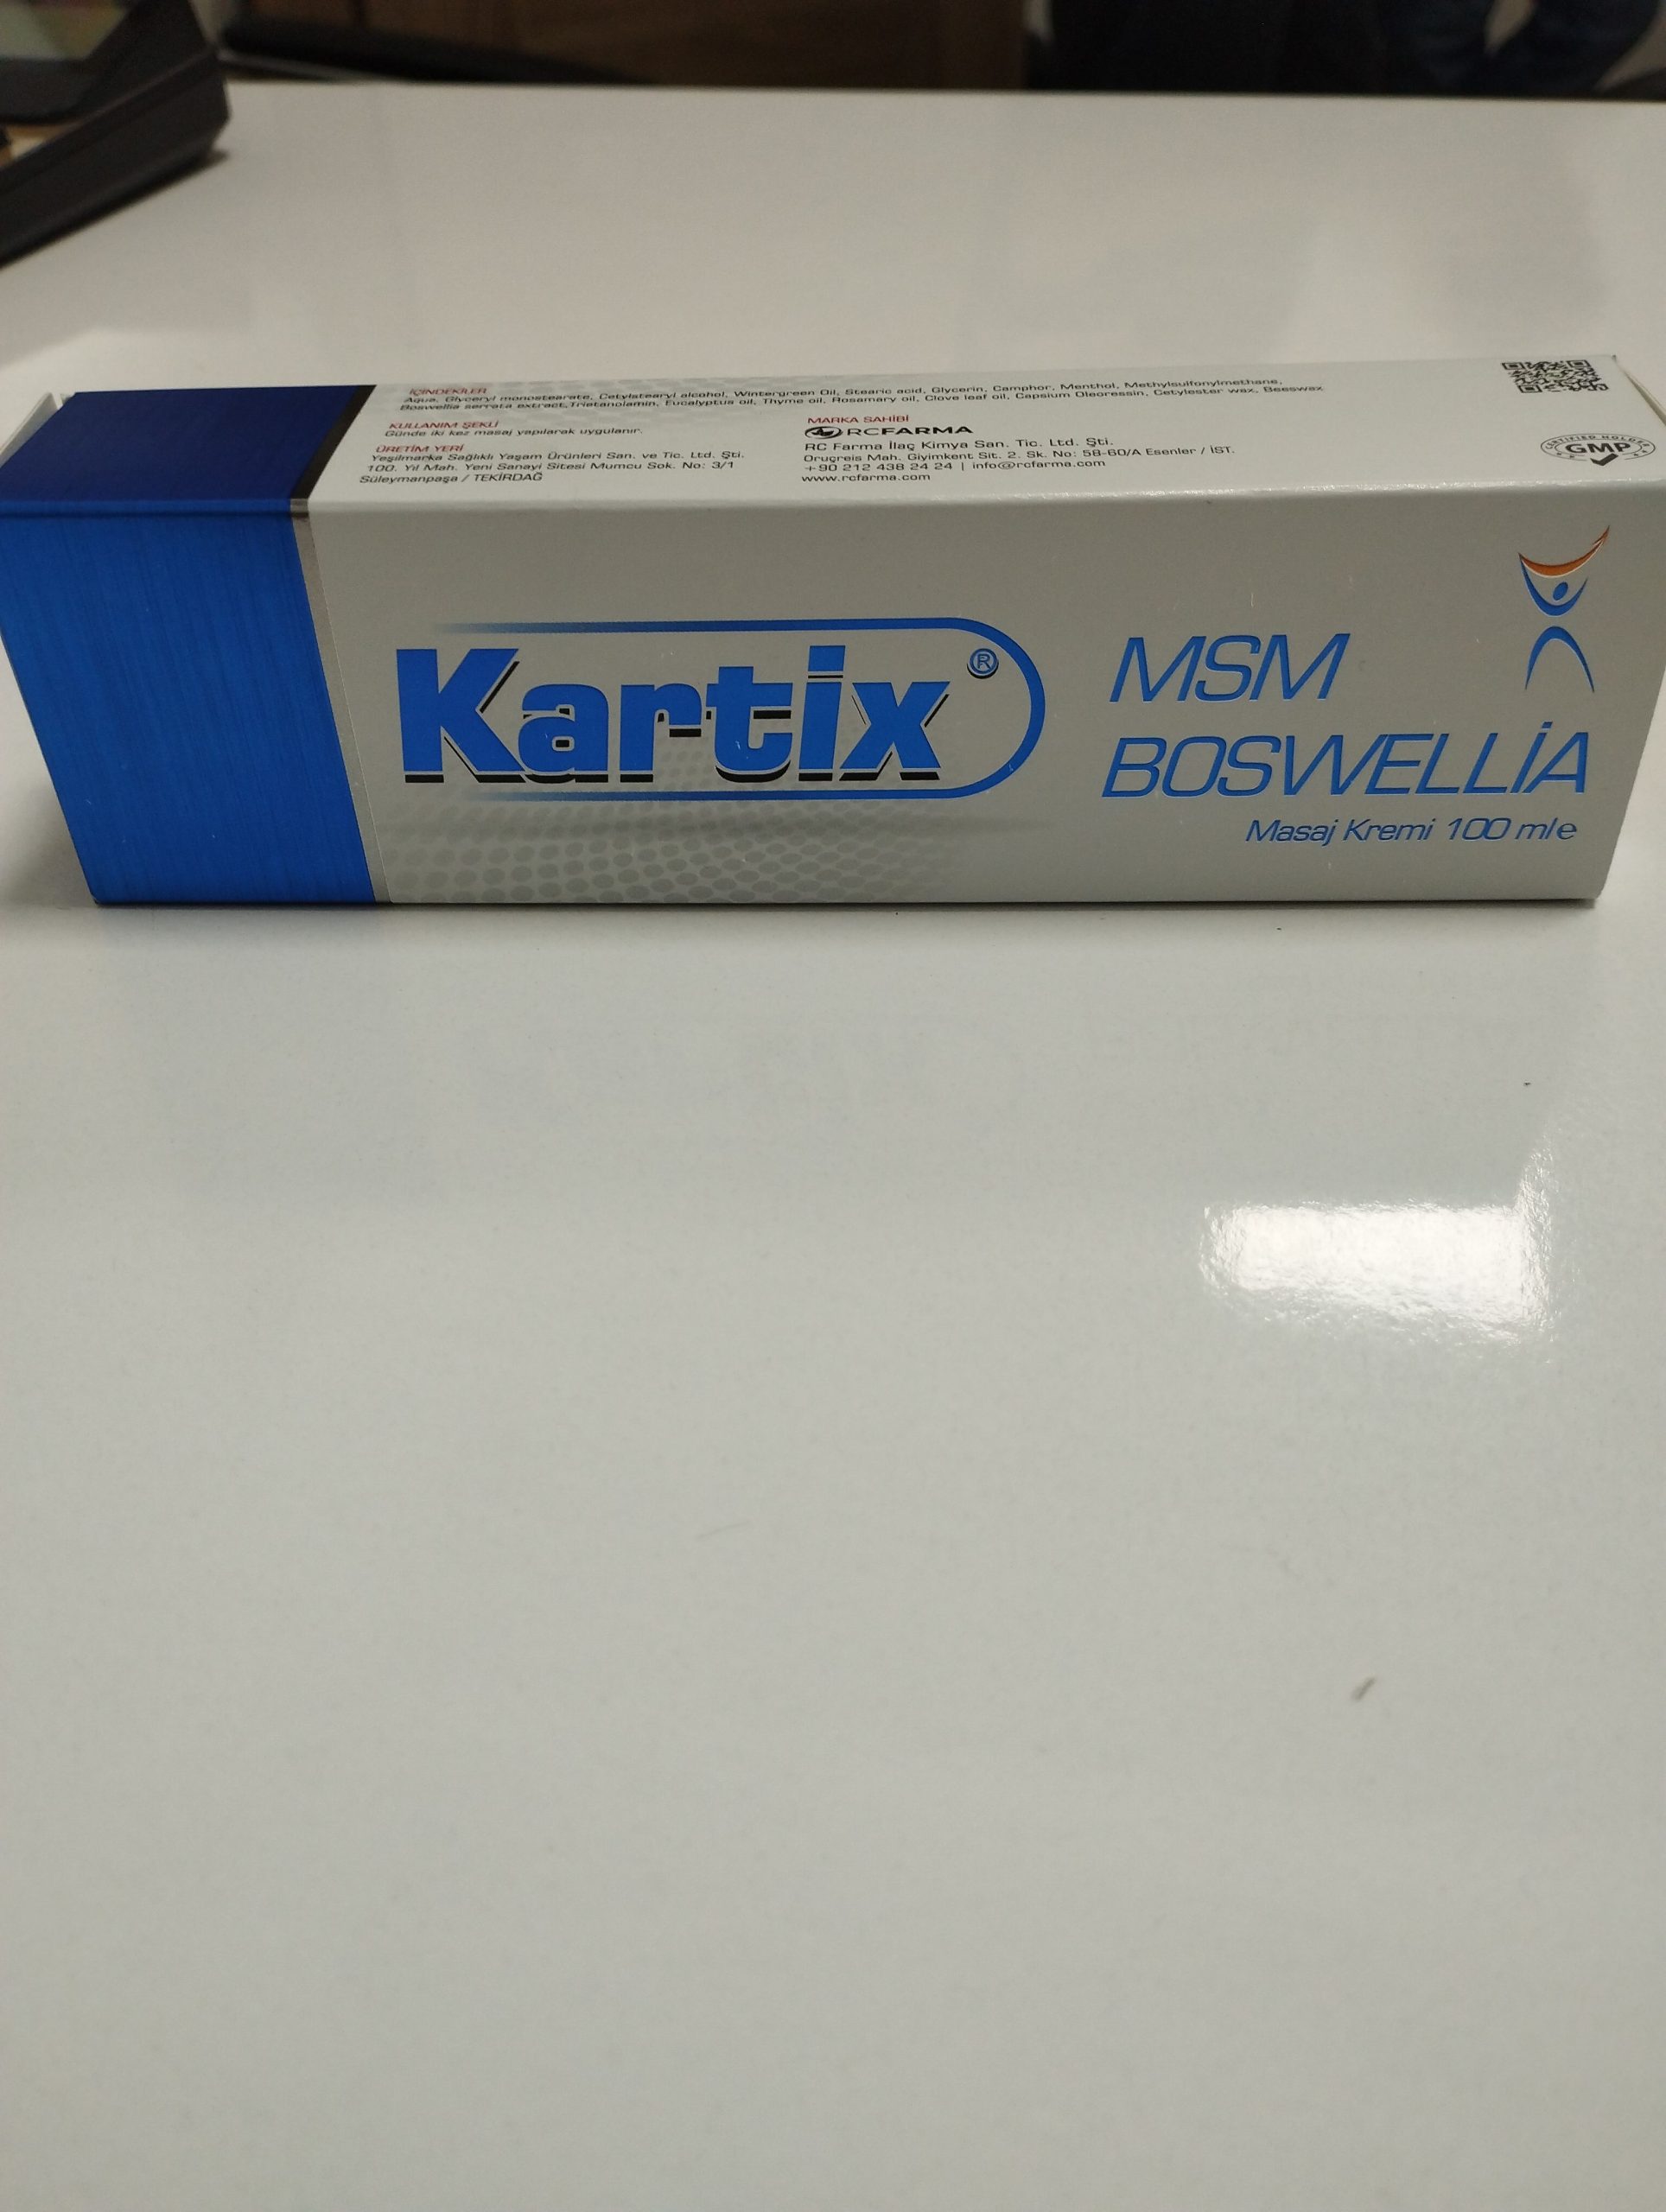 İÇİNDEKİLER
Aqua, Glyceryl monostearate, Cetylstearyl alcohol, Wintergreen Oil, Stearic acid, Glycerin, Camphor, Menthol, Methylsulfonylmethane,
Boswellia serrata extract, Trietanolamin, Eucalyptus oil, Thyme oil, Rosemary oil, Clove leaf oil, Capsium Oleoressin, Cetylester wax, Beeswax
KULLANIM ŞEKLİ
Günde iki kez masaj yapılarak uygulanır.
ÜRETİM YERİ
Yeşilmarka Sağlıklı Yaşam Ürünleri San. ve Tic. Ltd. Şti.
100. Yıl Mah. Yeni Sanayi Sitesi Mumcu Sok. No: 3/1
Süleymanpaşa / TEKİRDAĞ
MARKA SAHİBİ
RCFARMA
RC Farma İlaç Kimya San. Tic. Ltd. Şti.
Oruçreis Mah. Giyimkent Sit. 2. Sk. No: 58-60/A Esenler / İST.
+90 212 438 24 24 | info@rcfarma.com
www.rcfarma.com
CERTIFIED HOLDER
GMP
Kartix®
MSM
BOSWELLİA
Masaj Kremi 100 ml e